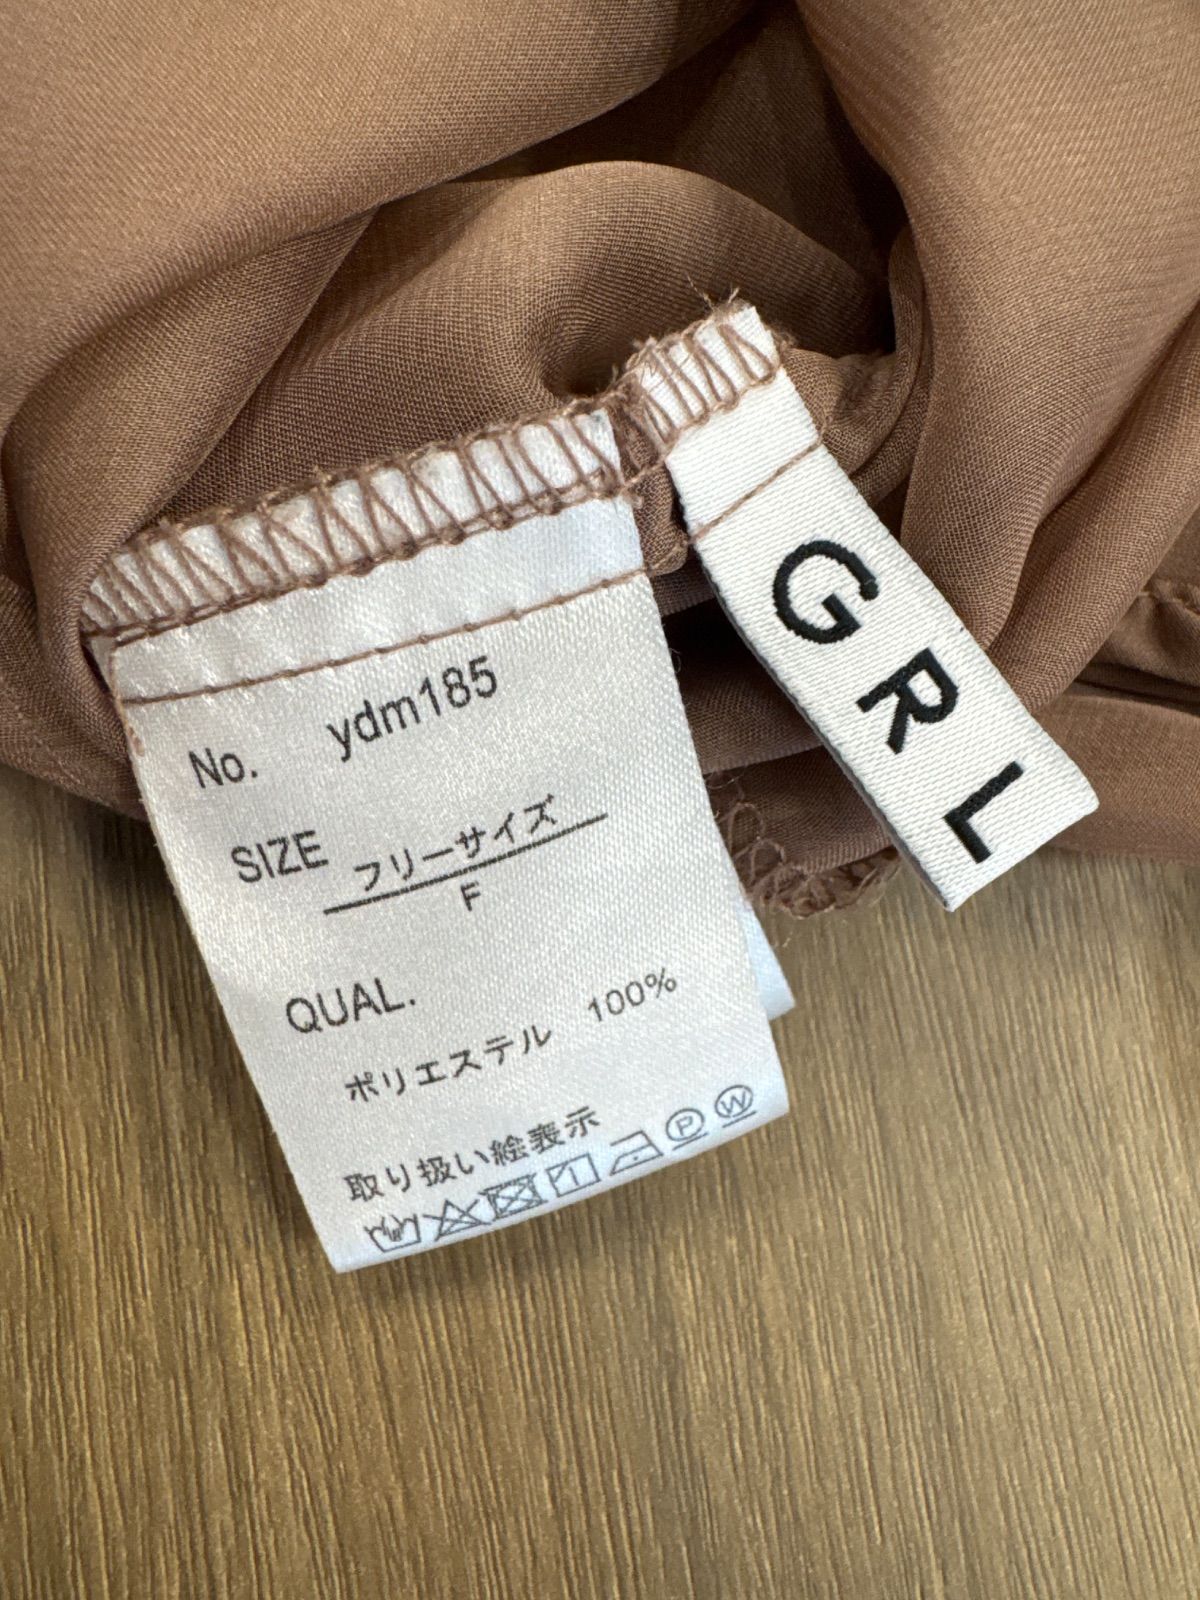 No. ydm185
SIZE フリーサイズ
F
QUAL.
ポリエステル 100%
取り扱い絵表示
P W
GRL